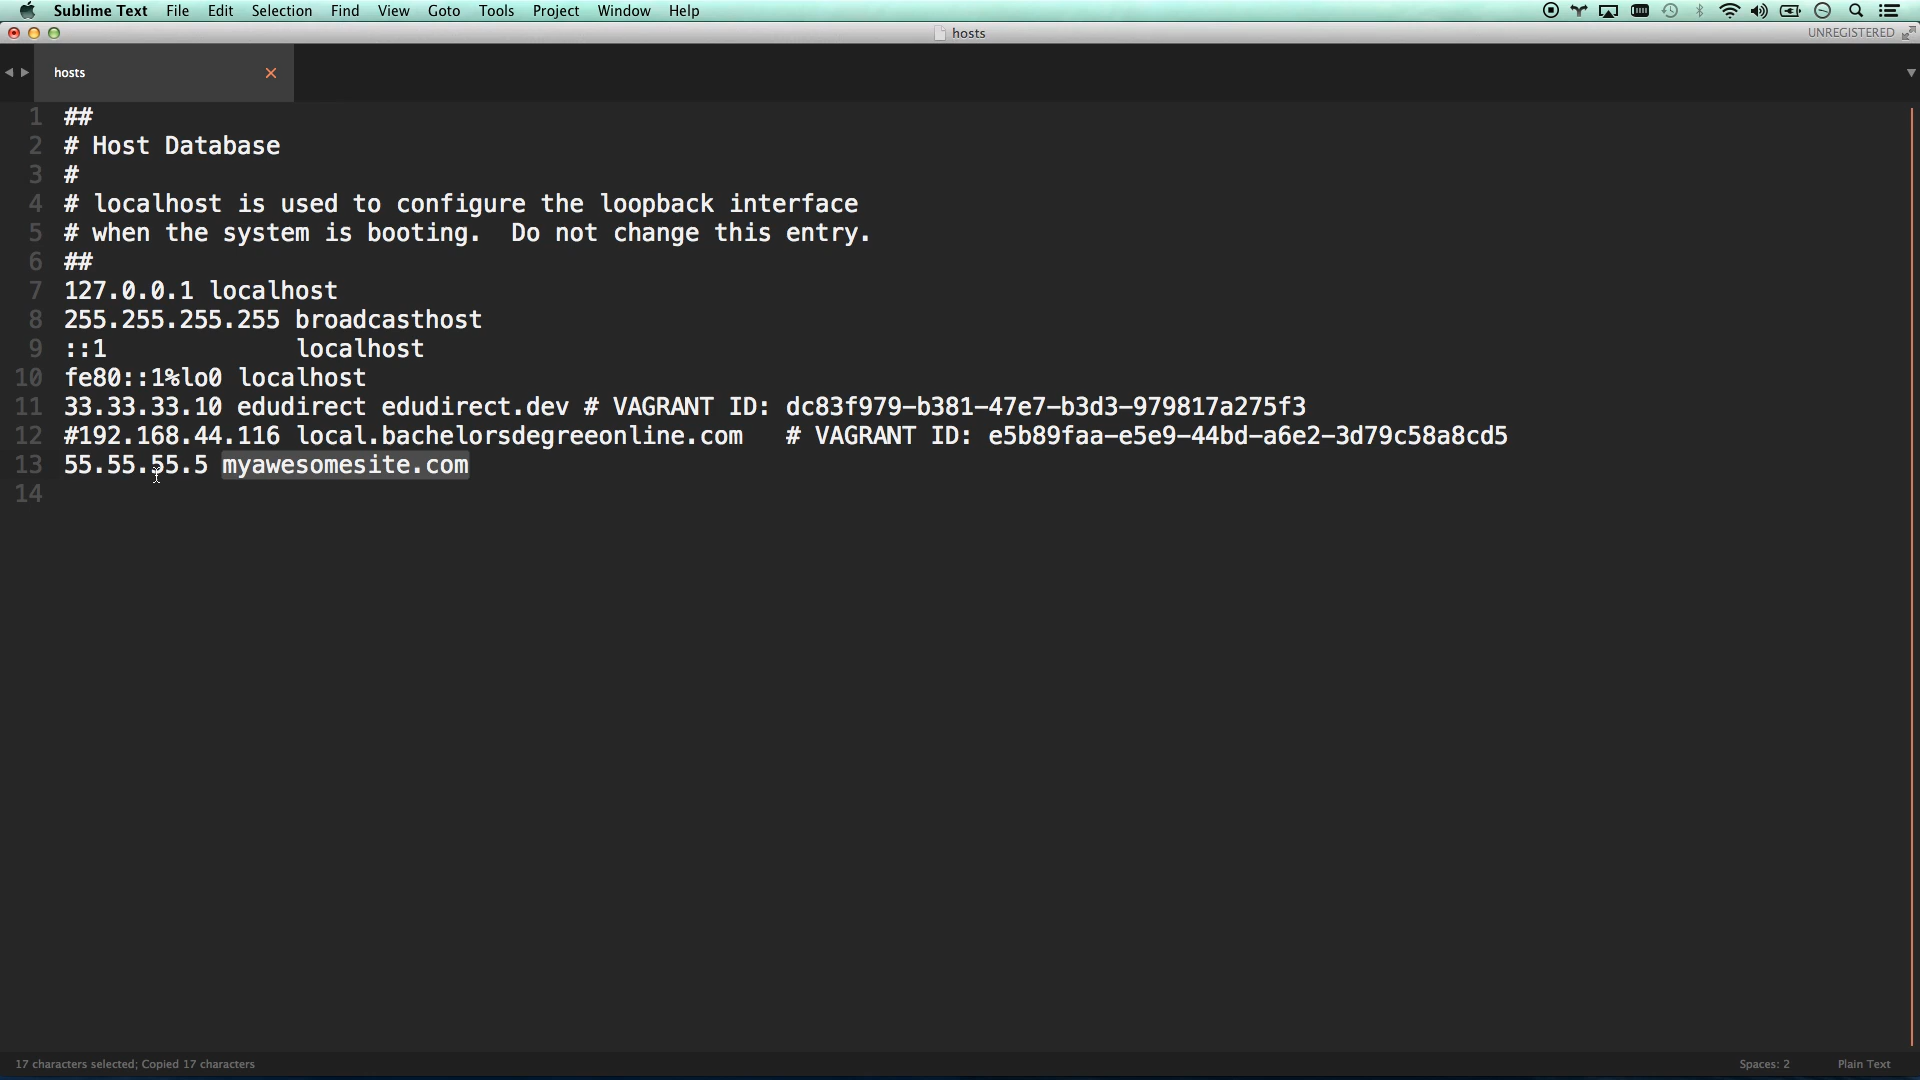 Sublime Text File Edit Selection Find View Goto Tools Project Window Help
hosts UNREGISTERED
hosts
1 ##
2 # Host Database
3 #
4 # localhost is used to configure the loopback interface
5 # when the system is booting.  Do not change this entry.
6 ##
7 127.0.0.1 localhost
8 255.255.255.255 broadcasthost
9 ::1             localhost
10 fe80::1%lo0 localhost
11 33.33.33.10 edudirect edudirect.dev # VAGRANT ID: dc83f979-b381-47e7-b3d3-979817a275f3
12 #192.168.44.116 local.bachelorsdegreeonline.com   # VAGRANT ID: e5b89faa-e5e9-44bd-a6e2-3d79c58a8cd5
13 55.55.55.5 myawesomesite.com
14
17 characters selected; Copied 17 characters Spaces: 2 Plain Text